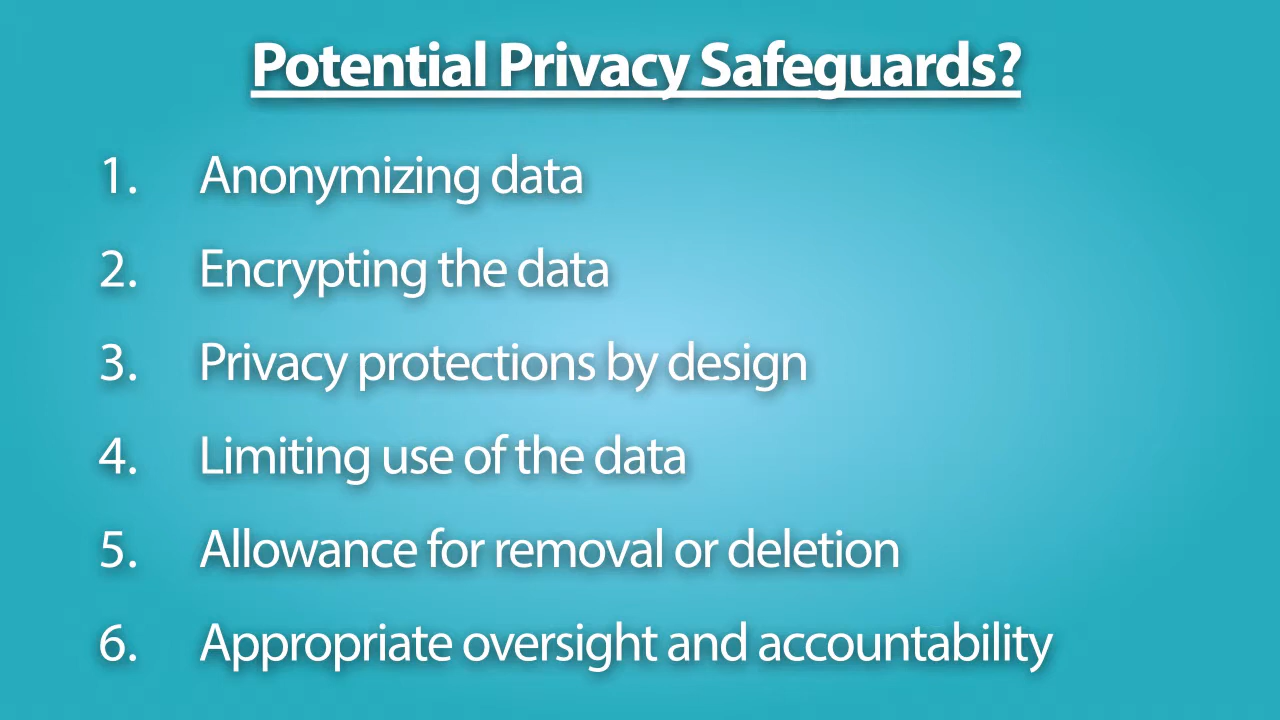 Potential Privacy Safeguards?
1. Anonymizing data
2. Encrypting the data
3. Privacy protections by design
4. Limiting use of the data
5. Allowance for removal or deletion
6. Appropriate oversight and accountability